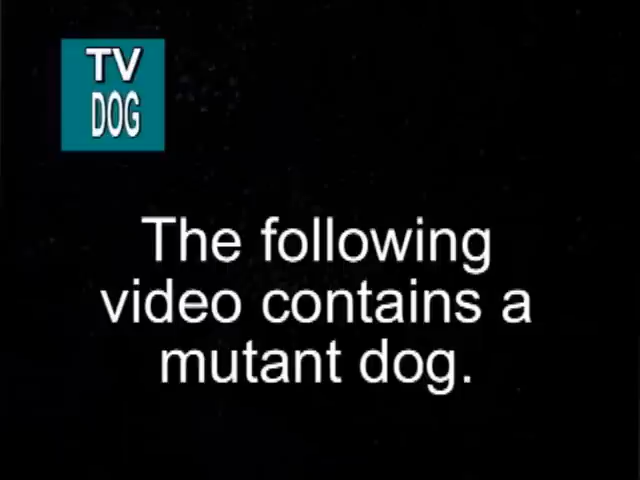 TV
DOG
The following
video contains a
mutant dog.